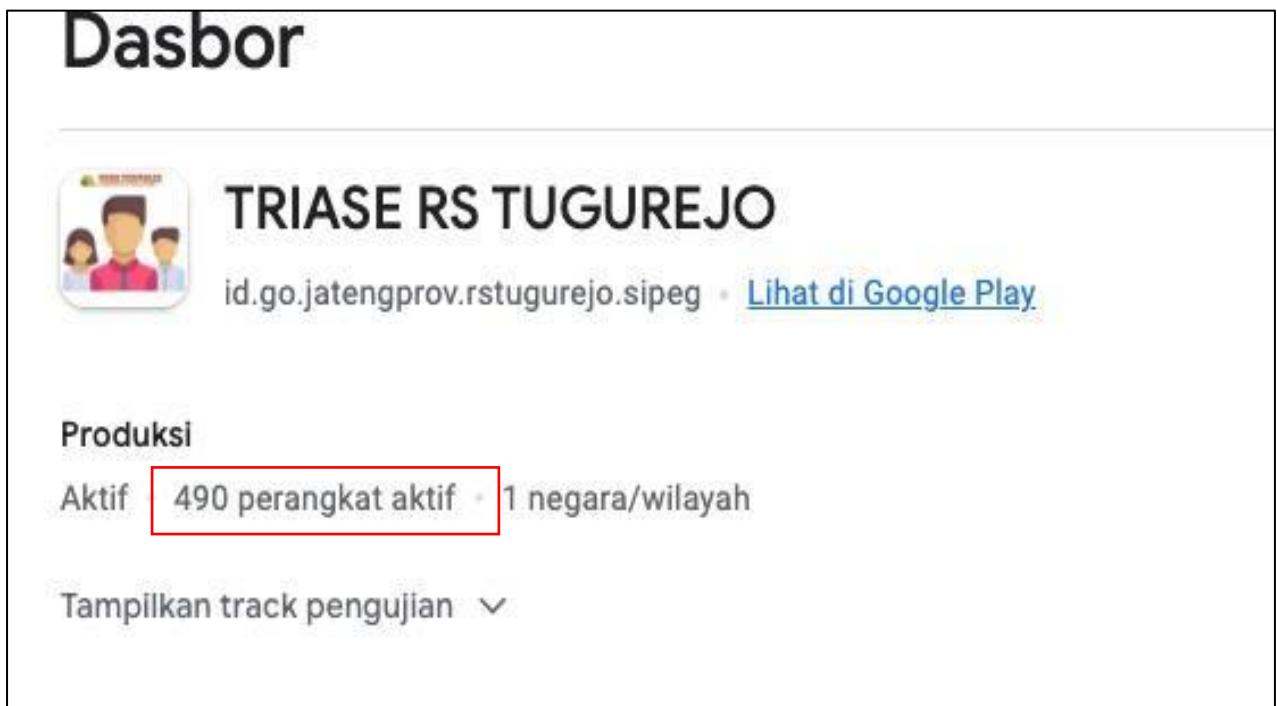 Dasbor
TRIASE RS TUGUREJO
id.go.jatengprov.rstugurejo.sipeg • Lihat di Google Play
Produksi
Aktif • 490 perangkat aktif • 1 negara/wilayah
Tampilkan track pengujian